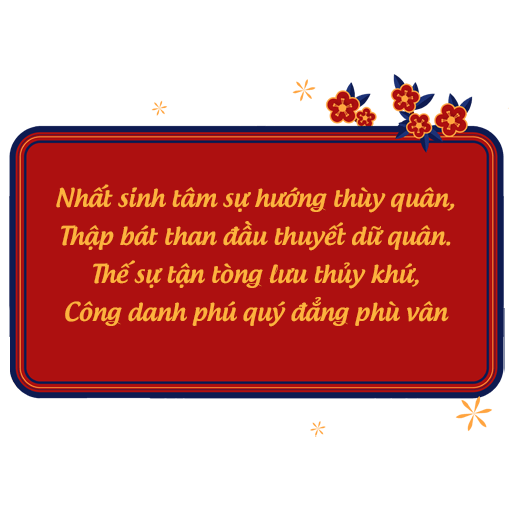 Nhất sinh tâm sự hướng thùy quân,
Thập bát than đầu thuyết dữ quân.
Thế sự tận tòng lưu thủy khứ,
Công danh phú quý đẳng phù vân